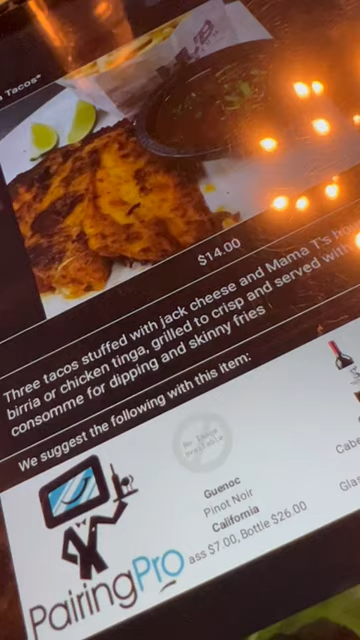 Tacos*
$14.00
Three tacos stuffed with jack cheese and Mama T's
birria or chicken tinga, grilled to crisp and served with
consomme for dipping and skinny fries
We suggest the following with this item:
No Image
Available
Guenoc
Pinot Noir
California
ass $7.00, Bottle $26.00
Cabe
Glas
PairingPro